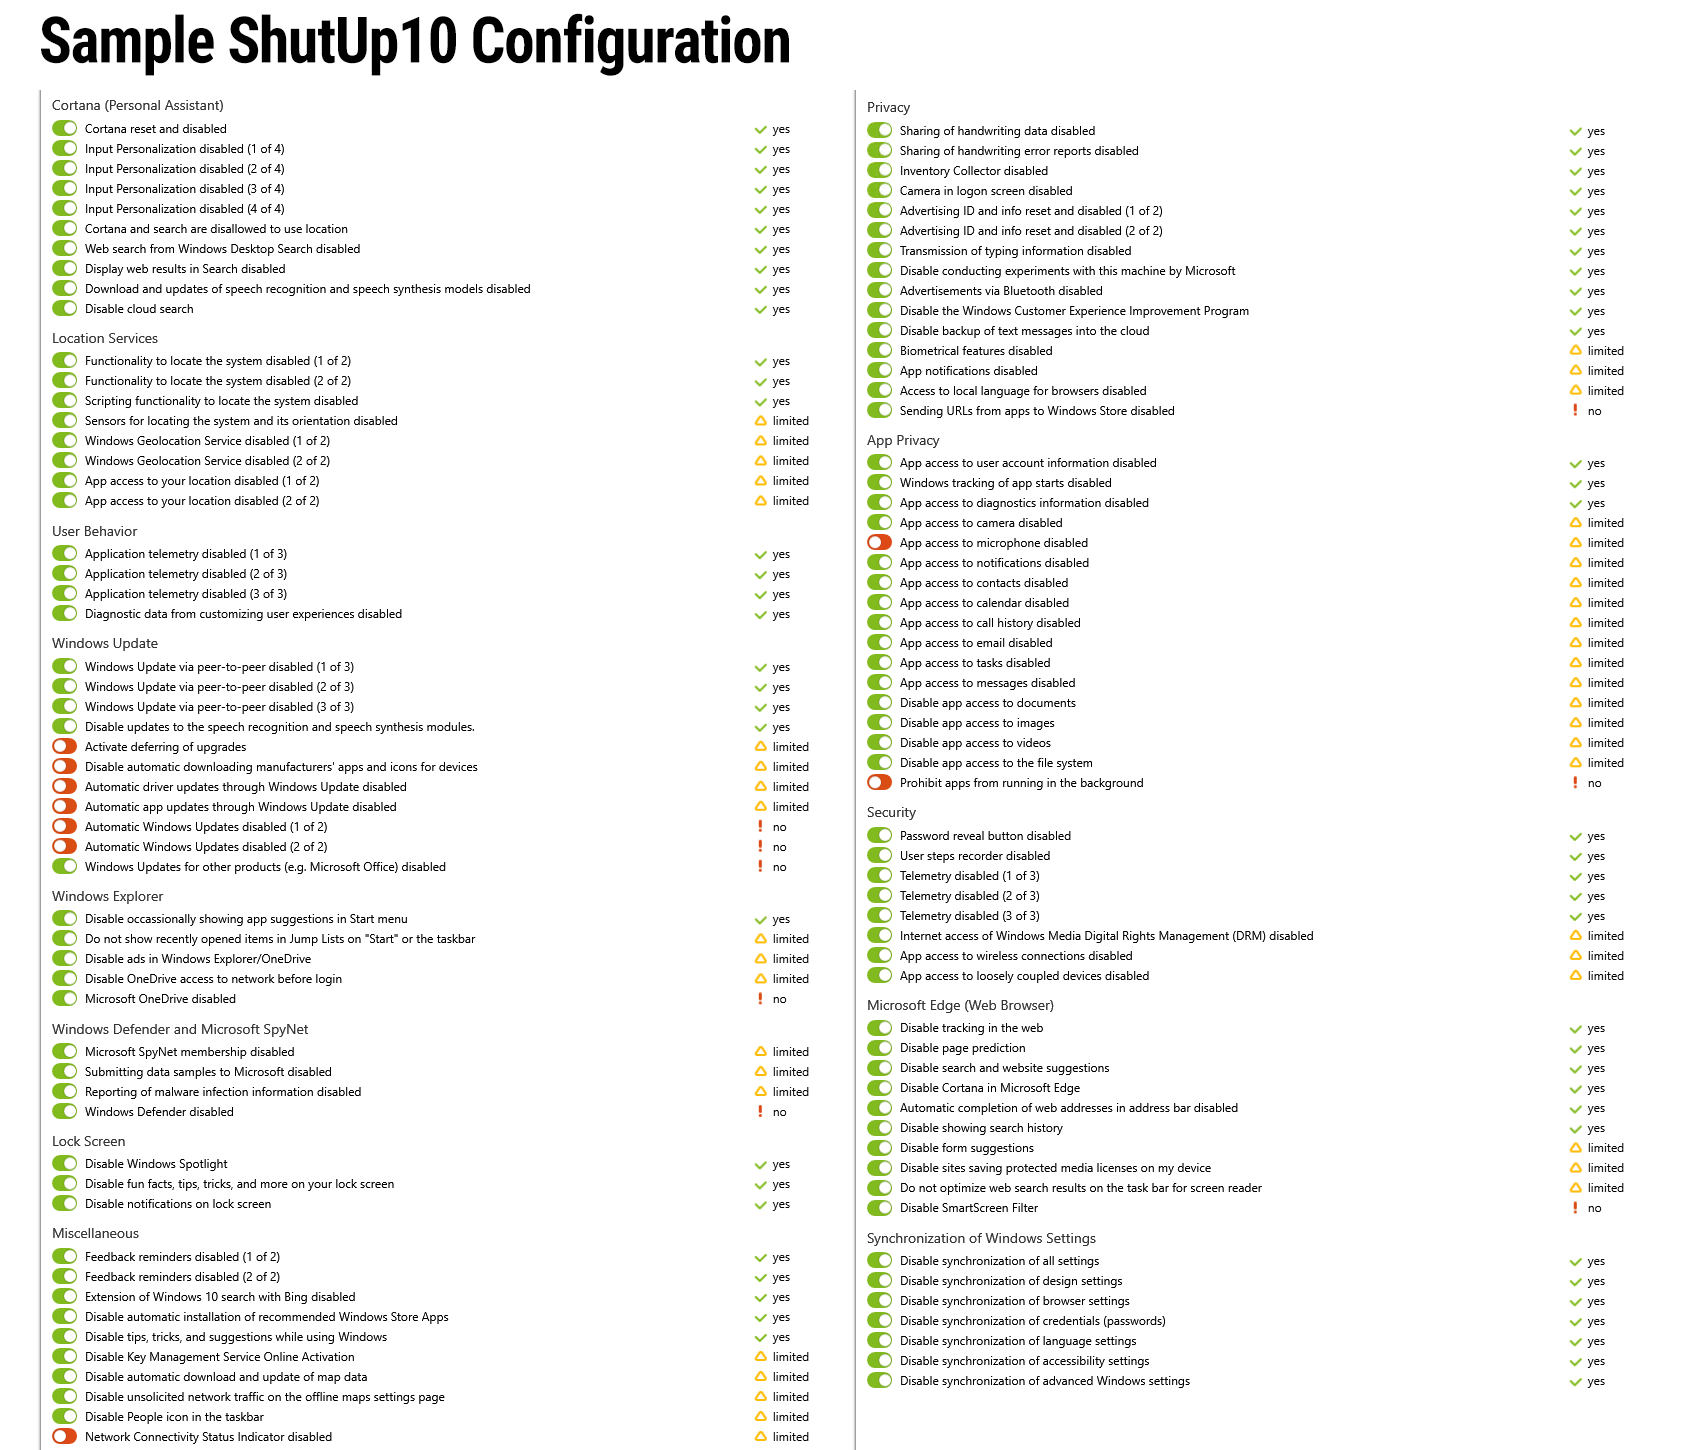 Sample ShutUp10 Configuration
Cortana (Personal Assistant)
Cortana reset and disabled yes
Input Personalization disabled (1 of 4) yes
Input Personalization disabled (2 of 4) yes
Input Personalization disabled (3 of 4) yes
Input Personalization disabled (4 of 4) yes
Cortana and search are disallowed to use location yes
Web search from Windows Desktop Search disabled yes
Display web results in Search disabled yes
Download and updates of speech recognition and speech synthesis models disabled yes
Disable cloud search yes
Location Services
Functionality to locate the system disabled (1 of 2) yes
Functionality to locate the system disabled (2 of 2) yes
Scripting functionality to locate the system disabled yes
Sensors for locating the system and its orientation disabled limited
Windows Geolocation Service disabled (1 of 2) limited
Windows Geolocation Service disabled (2 of 2) limited
App access to your location disabled (1 of 2) limited
App access to your location disabled (2 of 2) limited
User Behavior
Application telemetry disabled (1 of 3) yes
Application telemetry disabled (2 of 3) yes
Application telemetry disabled (3 of 3) yes
Diagnostic data from customizing user experiences disabled yes
Windows Update
Windows Update via peer-to-peer disabled (1 of 3) yes
Windows Update via peer-to-peer disabled (2 of 3) yes
Windows Update via peer-to-peer disabled (3 of 3) yes
Disable updates to the speech recognition and speech synthesis modules. yes
Activate deferring of upgrades limited
Disable automatic downloading manufacturers' apps and icons for devices limited
Automatic driver updates through Windows Update disabled limited
Automatic app updates through Windows Update disabled limited
Automatic Windows Updates disabled (1 of 2) no
Automatic Windows Updates disabled (2 of 2) no
Windows Updates for other products (e.g. Microsoft Office) disabled no
Windows Explorer
Disable occassionally showing app suggestions in Start menu yes
Do not show recently opened items in Jump Lists on "Start" or the taskbar limited
Disable ads in Windows Explorer/OneDrive limited
Disable OneDrive access to network before login limited
Microsoft OneDrive disabled no
Windows Defender and Microsoft SpyNet
Microsoft SpyNet membership disabled limited
Submitting data samples to Microsoft disabled limited
Reporting of malware infection information disabled limited
Windows Defender disabled no
Lock Screen
Disable Windows Spotlight yes
Disable fun facts, tips, tricks, and more on your lock screen yes
Disable notifications on lock screen yes
Miscellaneous
Feedback reminders disabled (1 of 2) yes
Feedback reminders disabled (2 of 2) yes
Extension of Windows 10 search with Bing disabled yes
Disable automatic installation of recommended Windows Store Apps yes
Disable tips, tricks, and suggestions while using Windows yes
Disable Key Management Service Online Activation limited
Disable automatic download and update of map data limited
Disable unsolicited network traffic on the offline maps settings page limited
Disable People icon in the taskbar limited
Network Connectivity Status Indicator disabled limited
Privacy
Sharing of handwriting data disabled yes
Sharing of handwriting error reports disabled yes
Inventory Collector disabled yes
Camera in logon screen disabled yes
Advertising ID and info reset and disabled (1 of 2) yes
Advertising ID and info reset and disabled (2 of 2) yes
Transmission of typing information disabled yes
Disable conducting experiments with this machine by Microsoft yes
Advertisements via Bluetooth disabled yes
Disable the Windows Customer Experience Improvement Program yes
Disable backup of text messages into the cloud yes
Biometrical features disabled limited
App notifications disabled limited
Access to local language for browsers disabled limited
Sending URLs from apps to Windows Store disabled no
App Privacy
App access to user account information disabled yes
Windows tracking of app starts disabled yes
App access to diagnostics information disabled yes
App access to camera disabled limited
App access to microphone disabled limited
App access to notifications disabled limited
App access to contacts disabled limited
App access to calendar disabled limited
App access to call history disabled limited
App access to email disabled limited
App access to tasks disabled limited
App access to messages disabled limited
Disable app access to documents limited
Disable app access to images limited
Disable app access to videos limited
Disable app access to the file system limited
Prohibit apps from running in the background no
Security
Password reveal button disabled yes
User steps recorder disabled yes
Telemetry disabled (1 of 3) yes
Telemetry disabled (2 of 3) yes
Telemetry disabled (3 of 3) yes
Internet access of Windows Media Digital Rights Management (DRM) disabled limited
App access to wireless connections disabled limited
App access to loosely coupled devices disabled limited
Microsoft Edge (Web Browser)
Disable tracking in the web yes
Disable page prediction yes
Disable search and website suggestions yes
Disable Cortana in Microsoft Edge yes
Automatic completion of web addresses in address bar disabled yes
Disable showing search history yes
Disable form suggestions limited
Disable sites saving protected media licenses on my device limited
Do not optimize web search results on the task bar for screen reader limited
Disable SmartScreen Filter no
Synchronization of Windows Settings
Disable synchronization of all settings yes
Disable synchronization of design settings yes
Disable synchronization of browser settings yes
Disable synchronization of credentials (passwords) yes
Disable synchronization of language settings yes
Disable synchronization of accessibility settings yes
Disable synchronization of advanced Windows settings yes